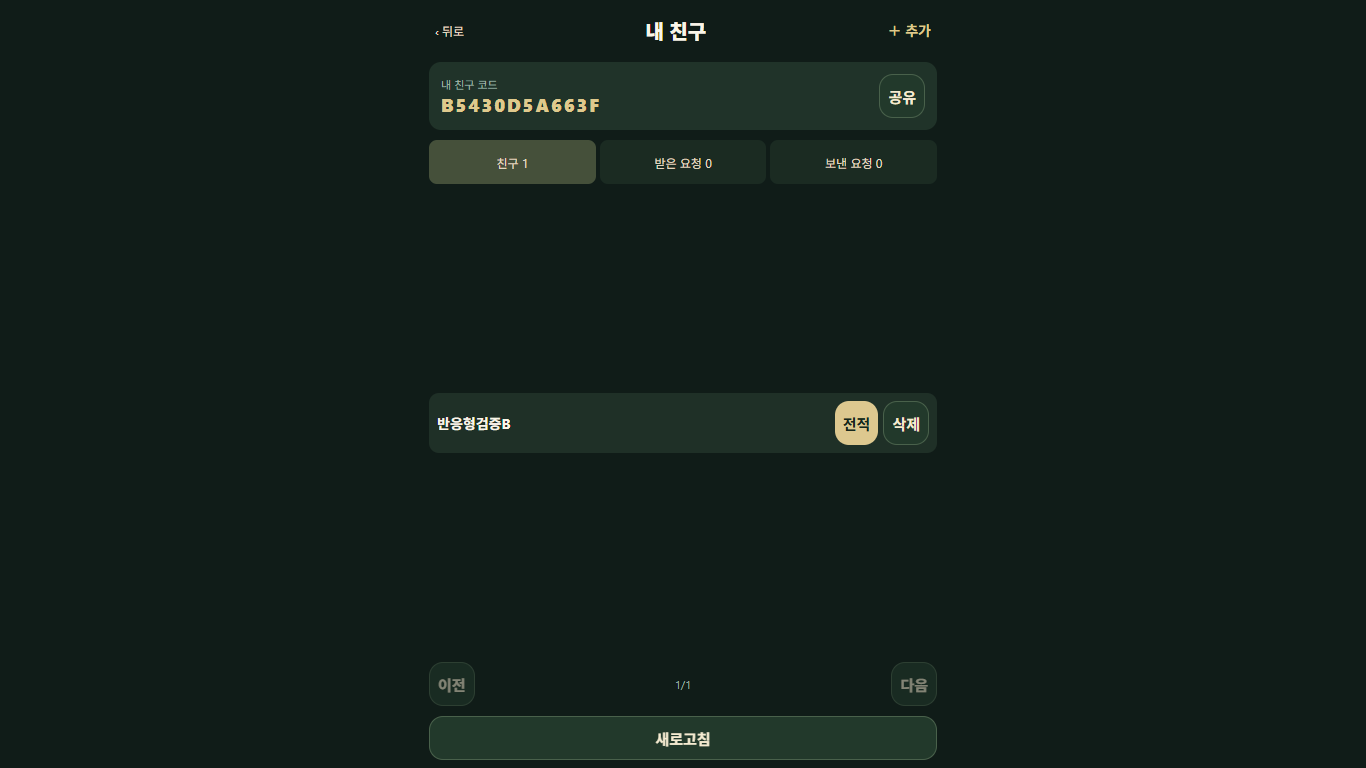 ‹ 뒤로
내 친구
＋ 추가
내 친구 코드
B5430D5A663F
공유
친구 1
받은 요청 0
보낸 요청 0
반응형검증B
전적
삭제
이전
1/1
다음
새로고침